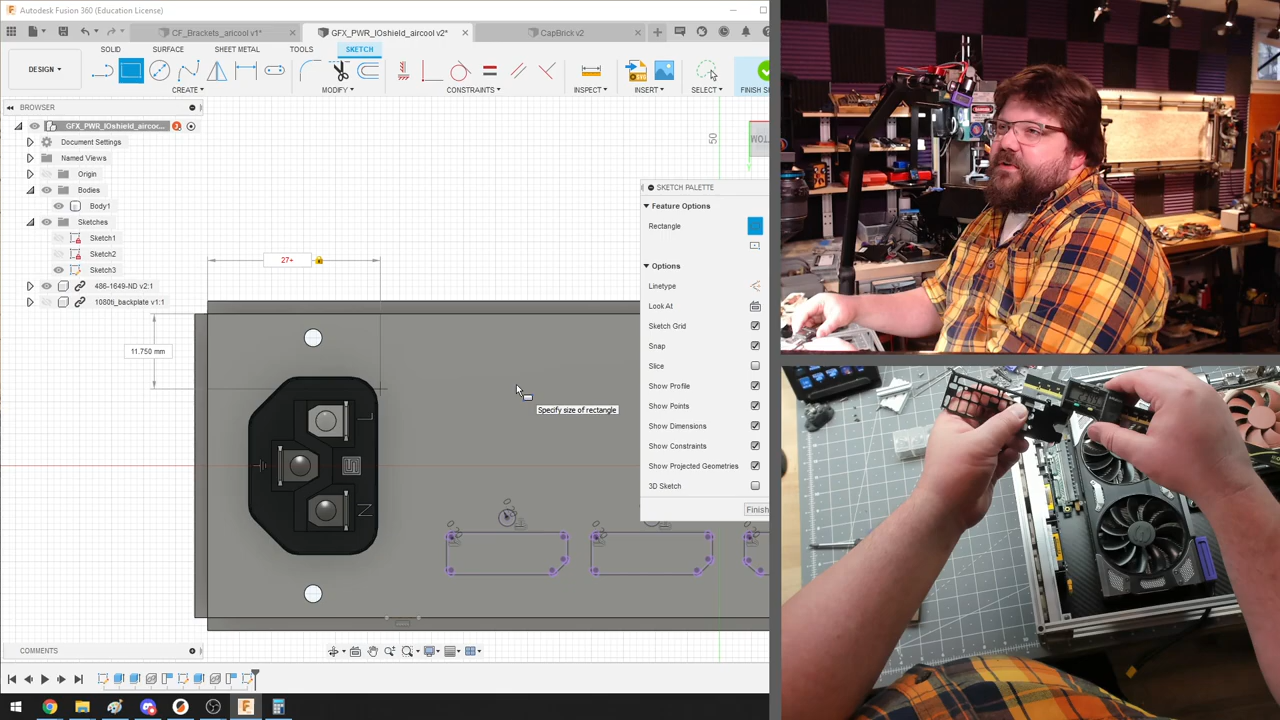 Autodesk Fusion 360 (Education License)
CF_Brackets_aricool v1*
GFX_PWR_IOshield_aircool v2*
CapBrick v2
SOLID
SURFACE
SHEET METAL
TOOLS
SKETCH
DESIGN
CREATE
MODIFY
CONSTRAINTS
INSPECT
INSERT
SELECT
FINISH
BROWSER
GFX_PWR_IOshield_aircoo...
Document Settings
Named Views
Origin
Bodies
Body1
Sketches
Sketch1
Sketch2
Sketch3
486-1649-ND v2:1
1080ti_backplate v1:1
50
BOTTOM
SKETCH PALETTE
Feature Options
Rectangle
Options
Linetype
Look At
Sketch Grid
Snap
Slice
Show Profile
Show Points
Show Dimensions
Show Constraints
Show Projected Geometries
3D Sketch
Finish
27+
11.750 mm
Specify size of rectangle
L
N
COMMENTS